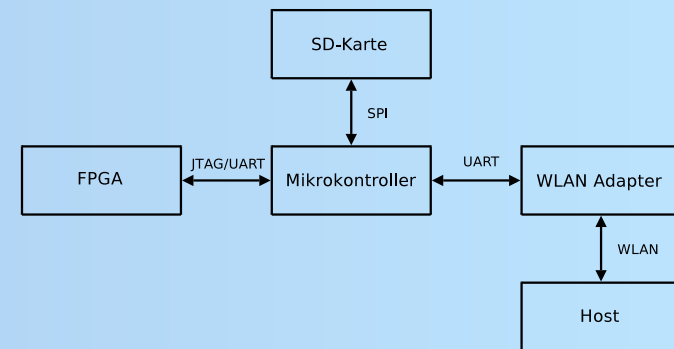 SD-Karte
SPI
FPGA
JTAG/UART
Mikrokontroller
UART
WLAN Adapter
WLAN
Host